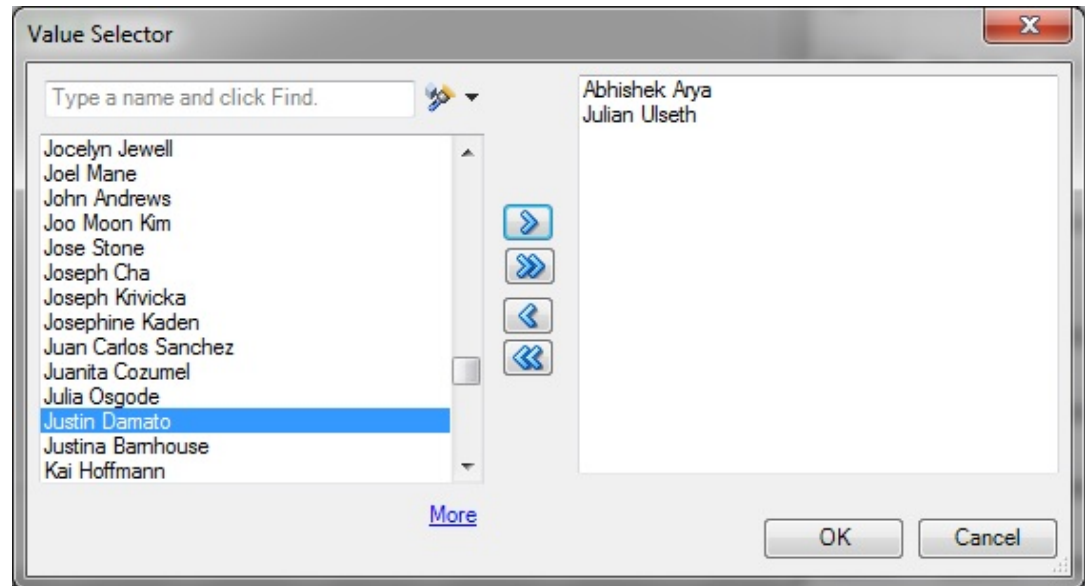 Value Selector
Type a name and click Find.
Jocelyn Jewell
Joel Mane
John Andrews
Joo Moon Kim
Jose Stone
Joseph Cha
Joseph Krivicka
Josephine Kaden
Juan Carlos Sanchez
Juanita Cozumel
Julia Osgode
Justin Damato
Justina Barnhouse
Kai Hoffmann
More
Abhishek Arya
Julian Ulseth
OK
Cancel